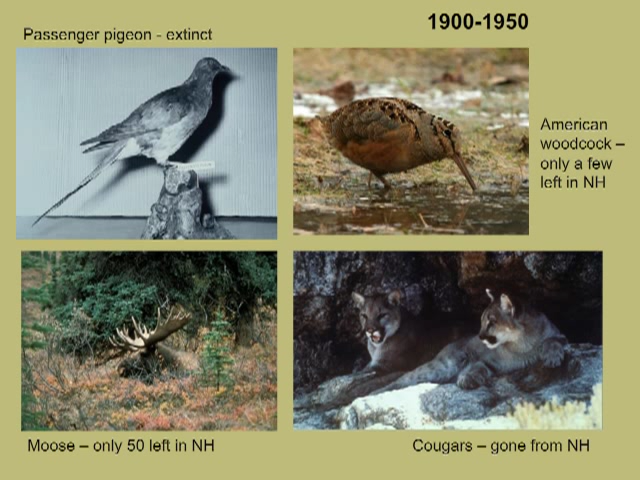 1900-1950
Passenger pigeon - extinct
American
woodcock –
only a few
left in NH
Moose – only 50 left in NH
Cougars – gone from NH